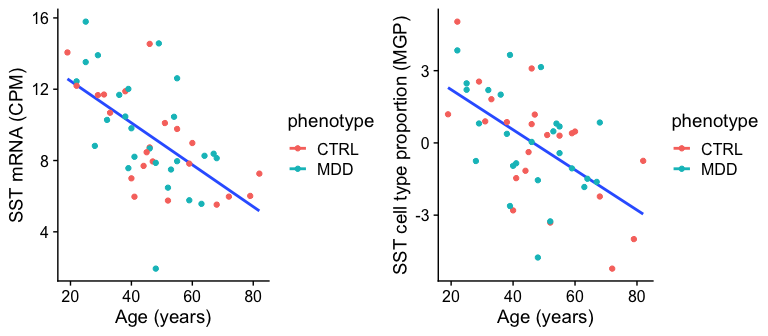 SST mRNA (CPM)
16
12
8
4
20
40
60
80
Age (years)
phenotype
CTRL
MDD
SST cell type proportion (MGP)
3
0
-3
20
40
60
80
Age (years)
phenotype
CTRL
MDD